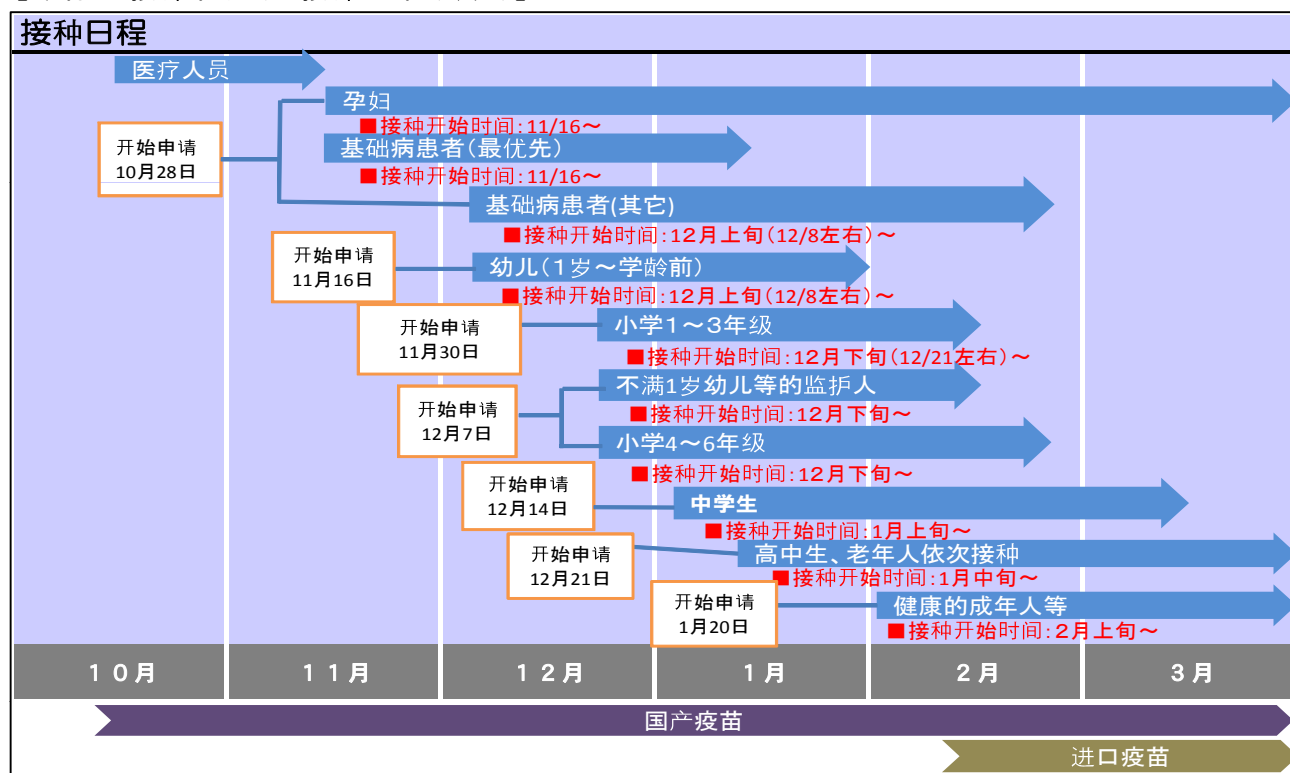 接种日程
医疗人员
孕妇
■接种开始时间:11/16～
开始申请
10月28日
基础病患者(最优先)
■接种开始时间:11/16～
基础病患者(其它)
■接种开始时间:12月上旬(12/8左右)～
开始申请
11月16日
幼儿(1岁～学龄前)
■接种开始时间:12月上旬(12/8左右)～
开始申请
11月30日
小学1～3年级
■接种开始时间:12月下旬(12/21左右)～
开始申请
12月7日
不满1岁幼儿等的监护人
■接种开始时间:12月下旬～
小学4～6年级
■接种开始时间:12月下旬～
开始申请
12月14日
中学生
■接种开始时间:1月上旬～
开始申请
12月21日
高中生、老年人依次接种
■接种开始时间:1月中旬～
开始申请
1月20日
健康的成年人等
■接种开始时间:2月上旬～
10月 11月 12月 1月 2月 3月
国产疫苗
进口疫苗